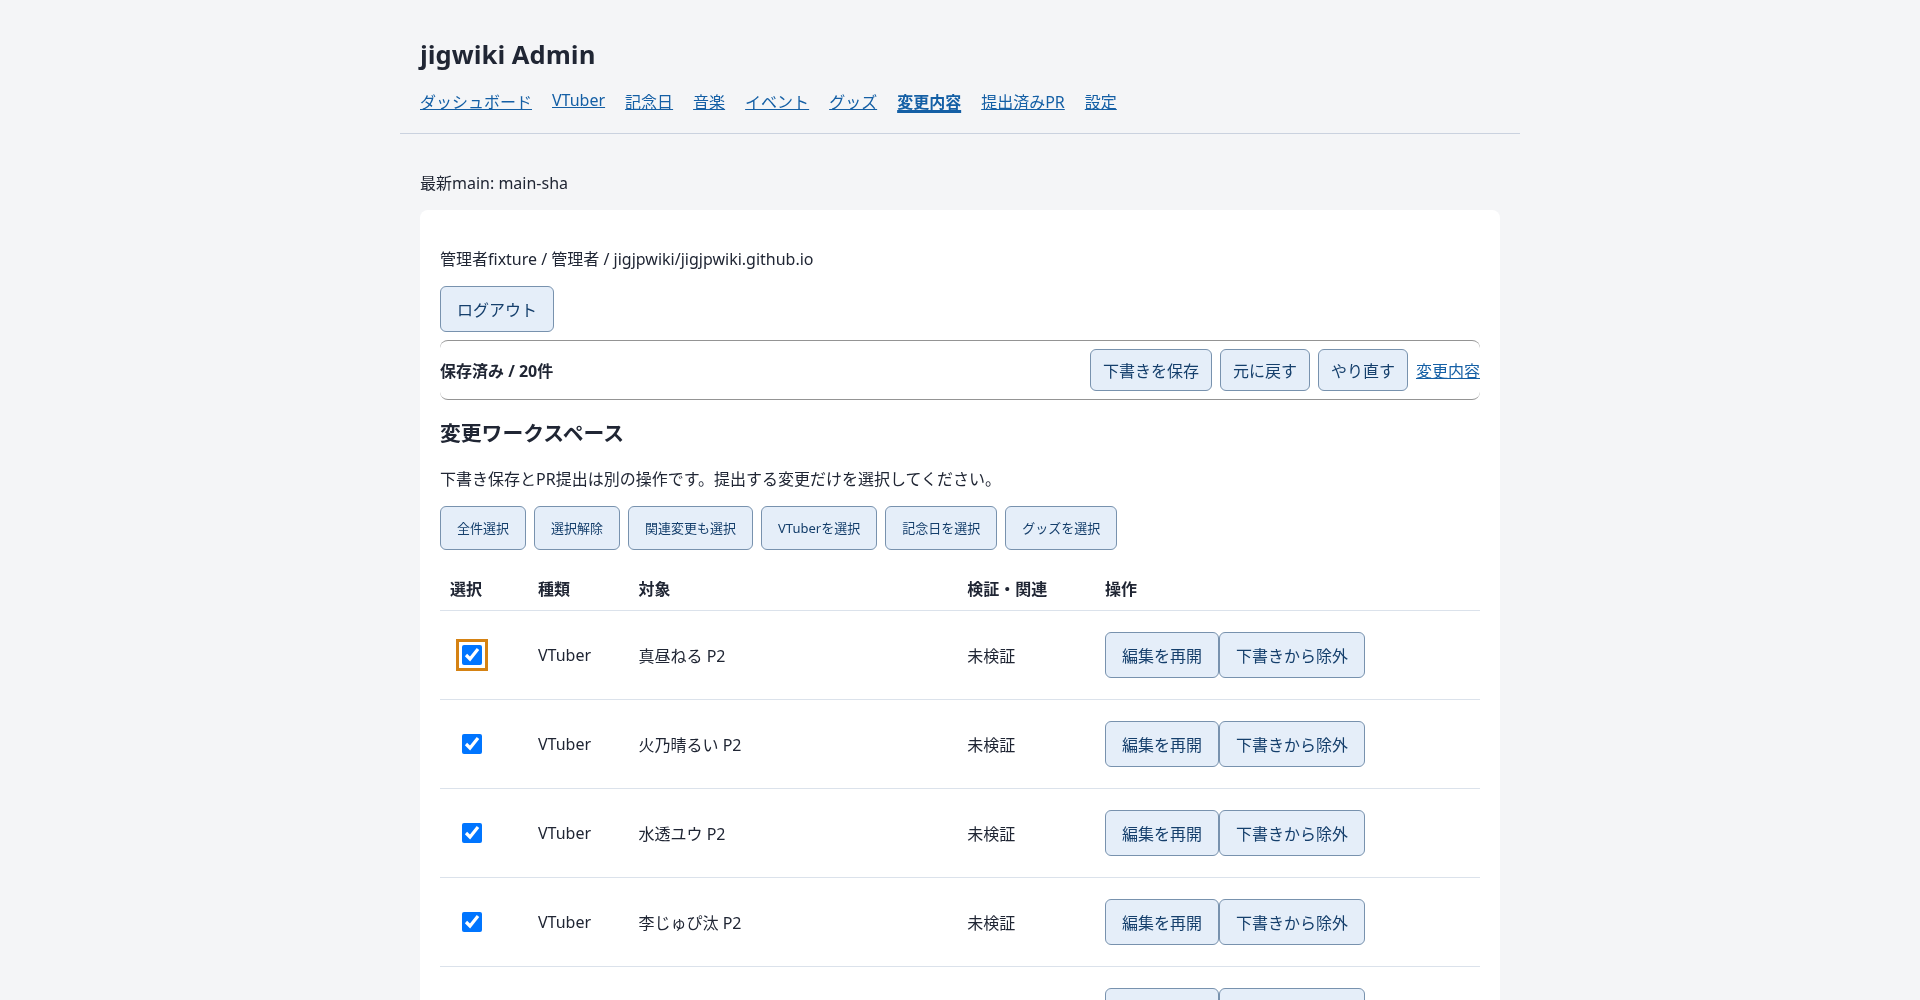 jigwiki Admin
ダッシュボード VTuber 記念日 音楽 イベント グッズ 変更内容 提出済みPR 設定
最新main: main-sha
管理者fixture / 管理者 / jigjpwiki/jigjpwiki.github.io
ログアウト
保存済み / 20件 下書きを保存 元に戻す やり直す 変更内容
変更ワークスペース
下書き保存とPR提出は別の操作です。提出する変更だけを選択してください。
全件選択 選択解除 関連変更も選択 VTuberを選択 記念日を選択 グッズを選択
選択 種類 対象 検証・関連 操作
VTuber 真昼ねる P2 未検証 編集を再開 下書きから除外
VTuber 火乃晴るい P2 未検証 編集を再開 下書きから除外
VTuber 水透ユウ P2 未検証 編集を再開 下書きから除外
VTuber 李じゅぴ汰 P2 未検証 編集を再開 下書きから除外